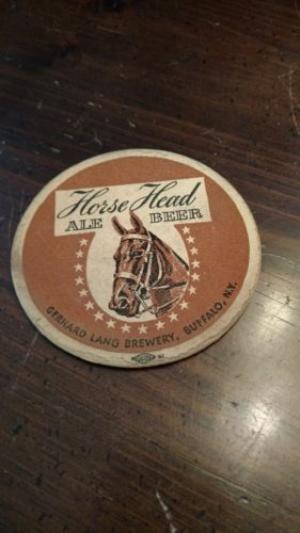 Horse Head
ALE BEER
GERHARD LANG BREWERY, BUFFALO, N.Y.